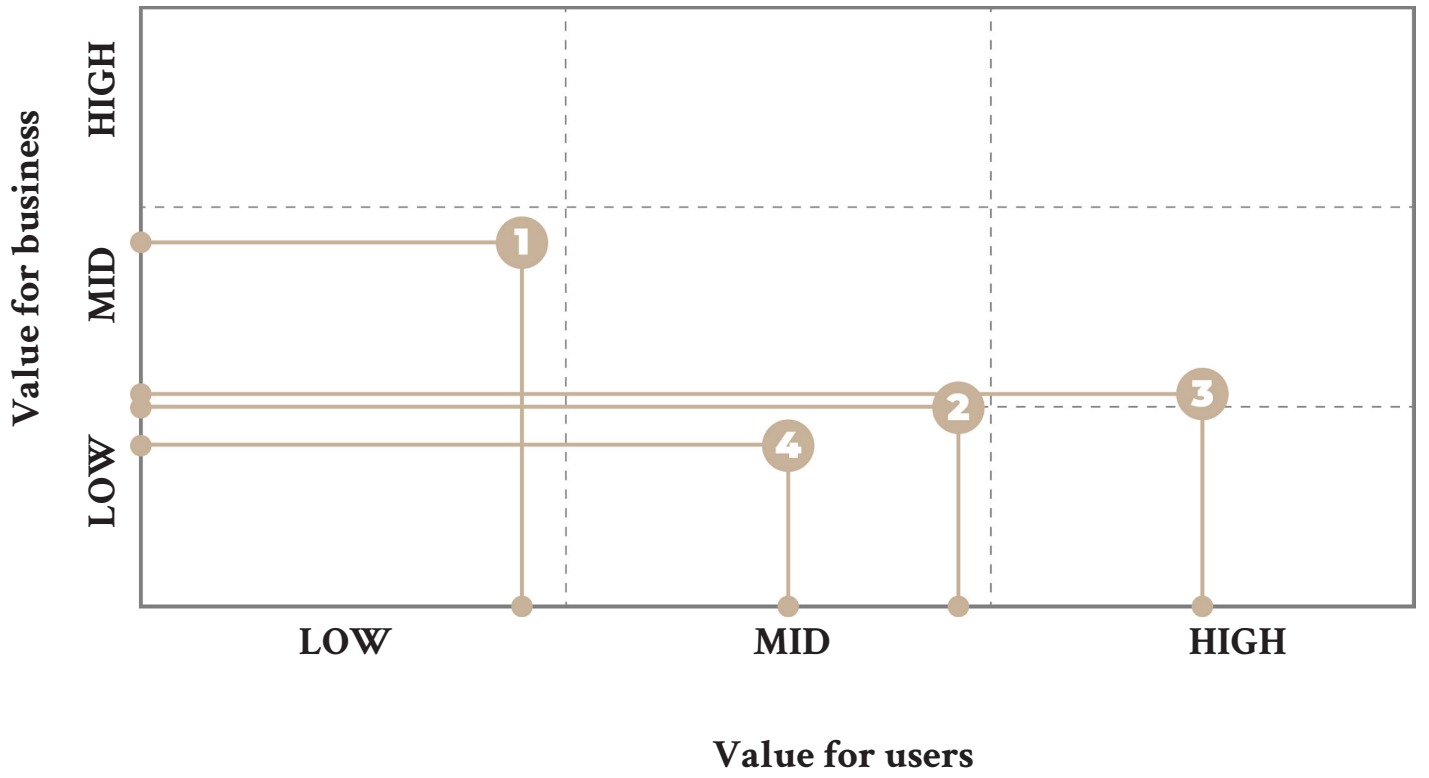 Value for business
HIGH
MID
LOW
1
3
2
4
LOW MID HIGH
Value for users